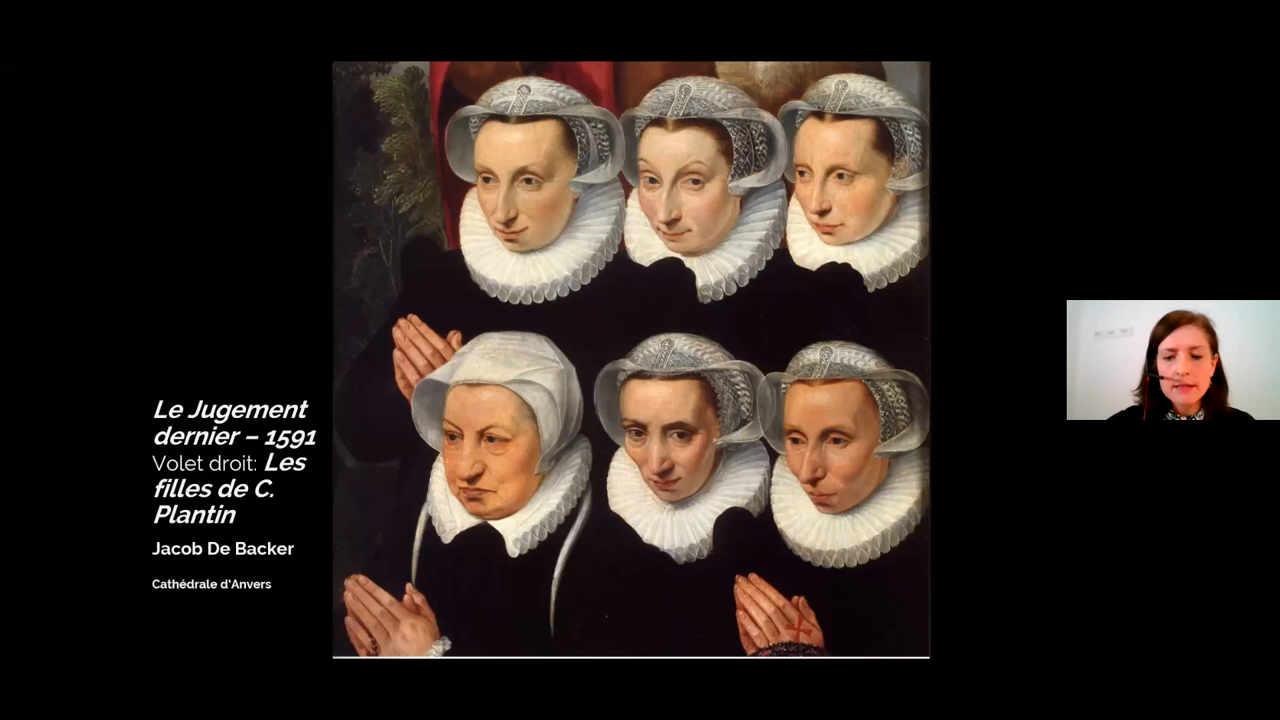 Le Jugement
dernier – 1591
Volet droit: Les
filles de C.
Plantin
Jacob De Backer
Cathédrale d'Anvers